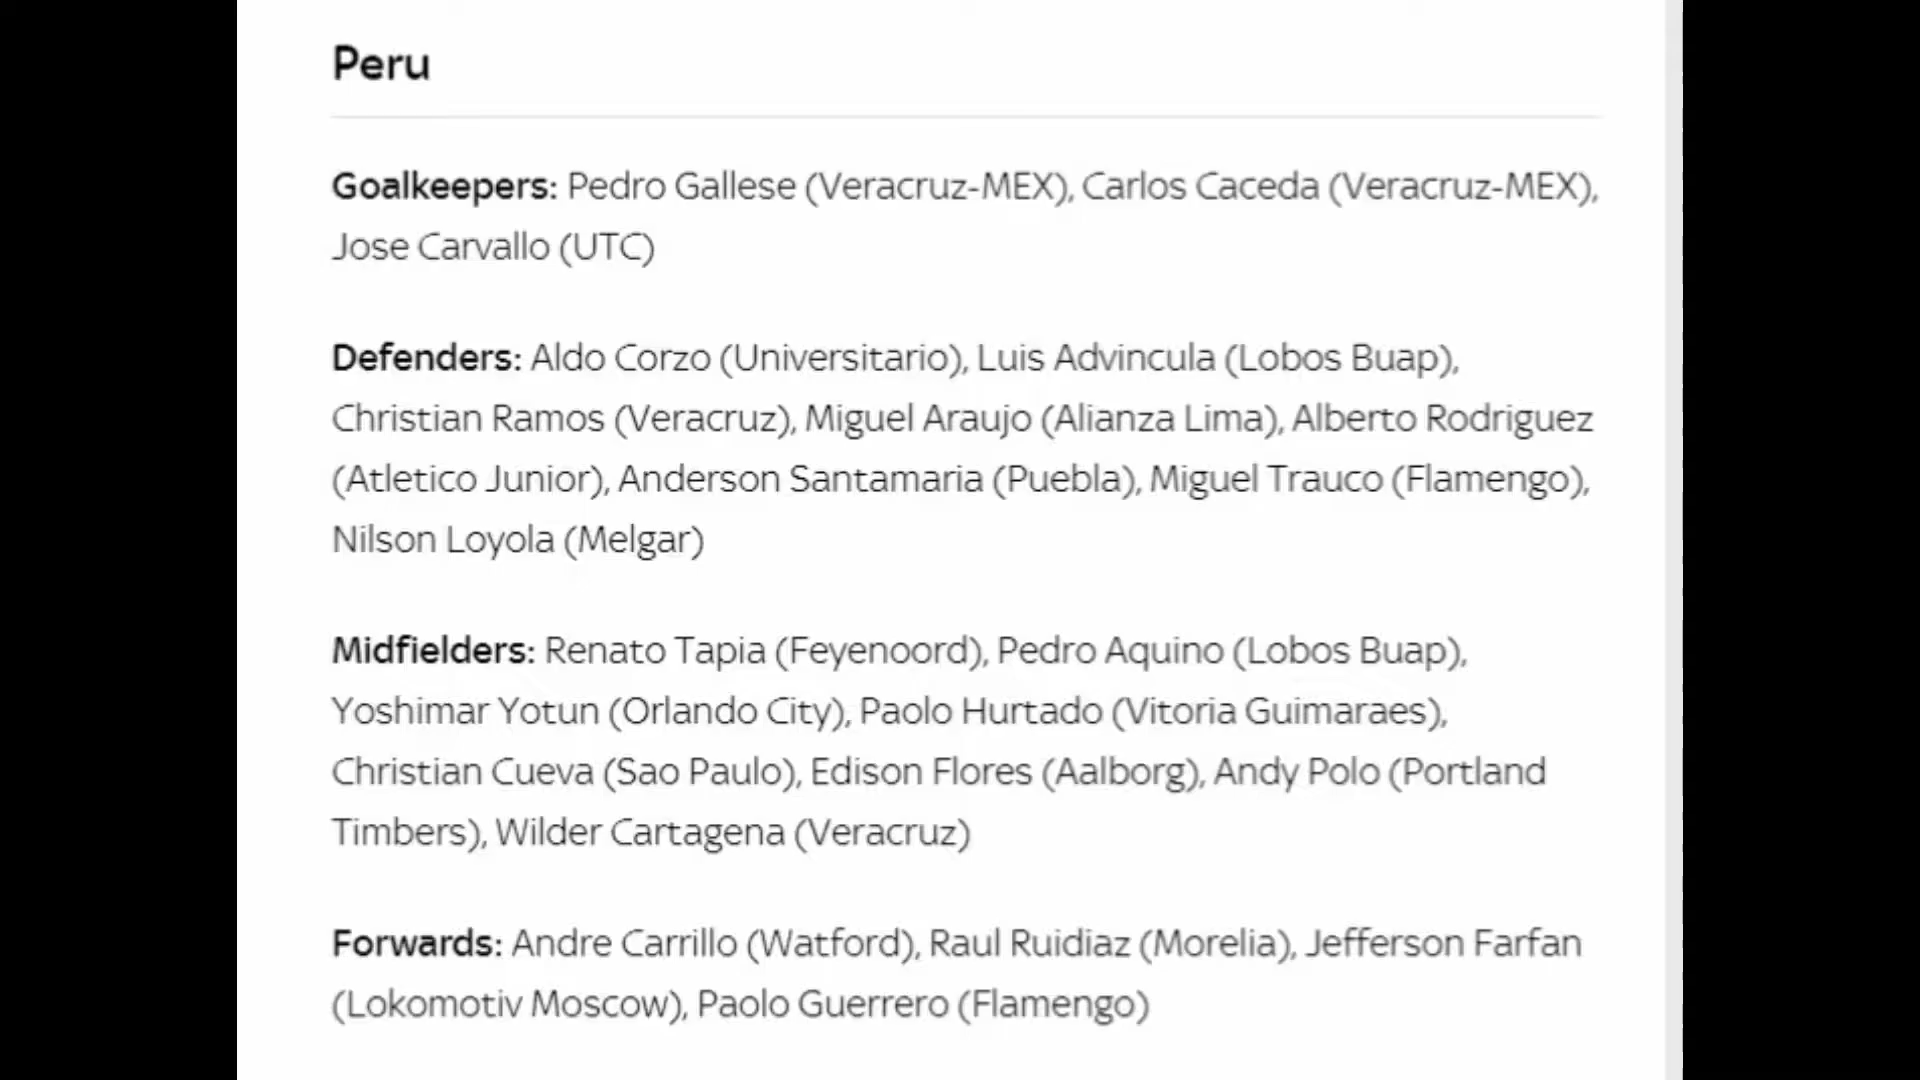 Peru
Goalkeepers: Pedro Gallese (Veracruz-MEX), Carlos Caceda (Veracruz-MEX),
Jose Carvallo (UTC)
Defenders: Aldo Corzo (Universitario), Luis Advincula (Lobos Buap),
Christian Ramos (Veracruz), Miguel Araujo (Alianza Lima), Alberto Rodriguez
(Atletico Junior), Anderson Santamaria (Puebla), Miguel Trauco (Flamengo),
Nilson Loyola (Melgar)
Midfielders: Renato Tapia (Feyenoord), Pedro Aquino (Lobos Buap),
Yoshimar Yotun (Orlando City), Paolo Hurtado (Vitoria Guimaraes),
Christian Cueva (Sao Paulo), Edison Flores (Aalborg), Andy Polo (Portland
Timbers), Wilder Cartagena (Veracruz)
Forwards: Andre Carrillo (Watford), Raul Ruidiaz (Morelia), Jefferson Farfan
(Lokomotiv Moscow), Paolo Guerrero (Flamengo)